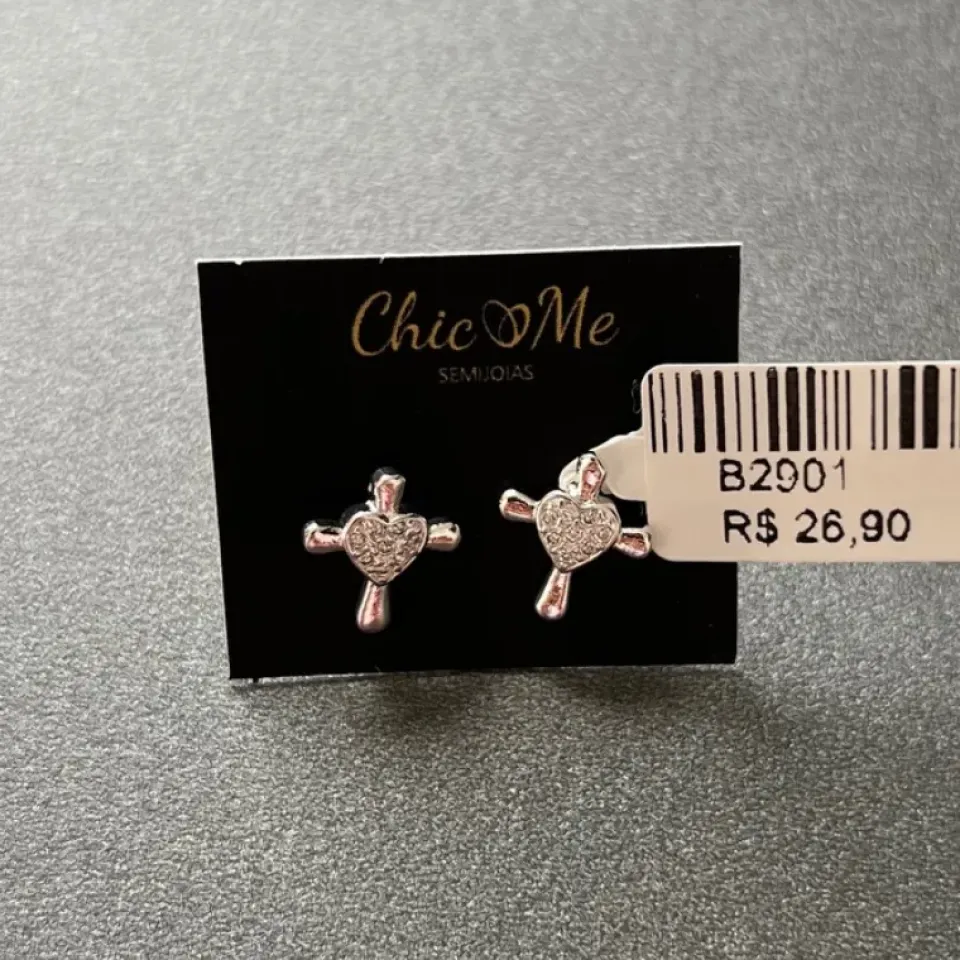 Chic Me
SEMIJOIAS
B2901
R$ 26,90